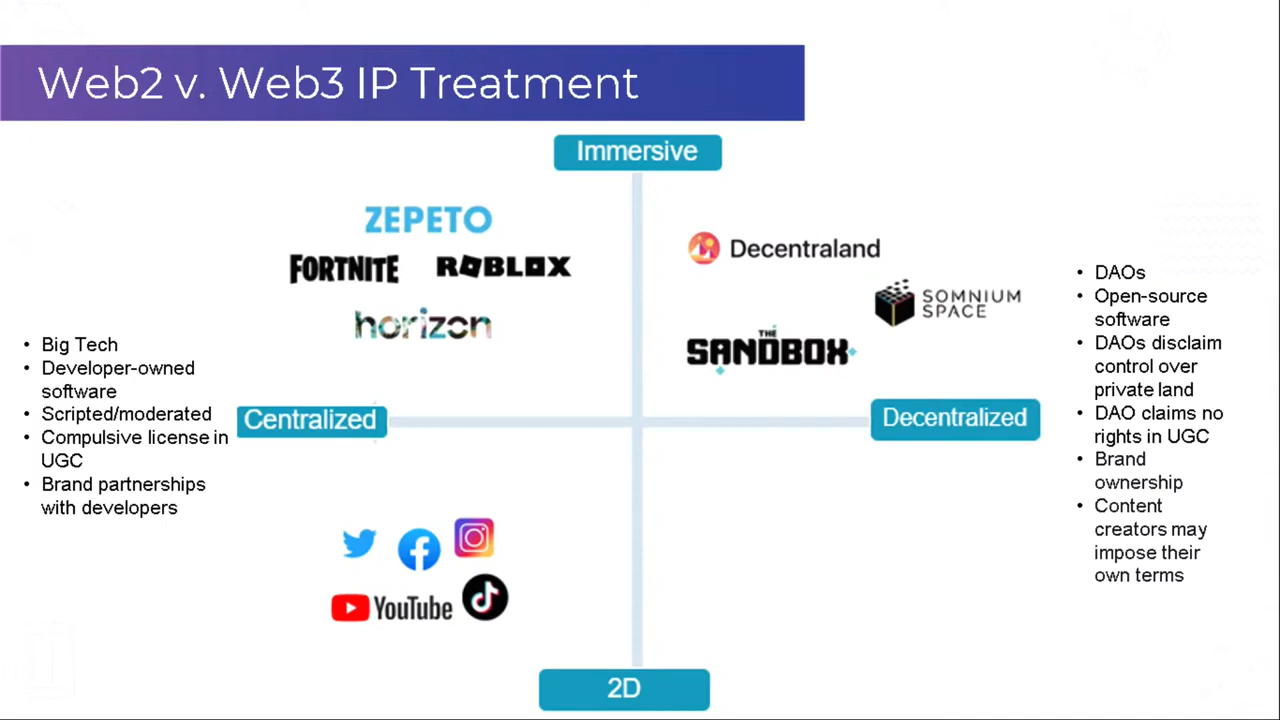 Web2 v. Web3 IP Treatment
Immersive
ZEPETO
FORTNITE
ROBLOX
horizon
Decentraland
SOMNIUM
SPACE
THE
SANDBOX
• Big Tech
• Developer-owned
software
• Scripted/moderated
• Compulsive license in
UGC
• Brand partnerships
with developers
Centralized
Decentralized
• DAOs
• Open-source
software
• DAOs disclaim
control over
private land
• DAO claims no
rights in UGC
• Brand
ownership
• Content
creators may
impose their
own terms
YouTube
2D